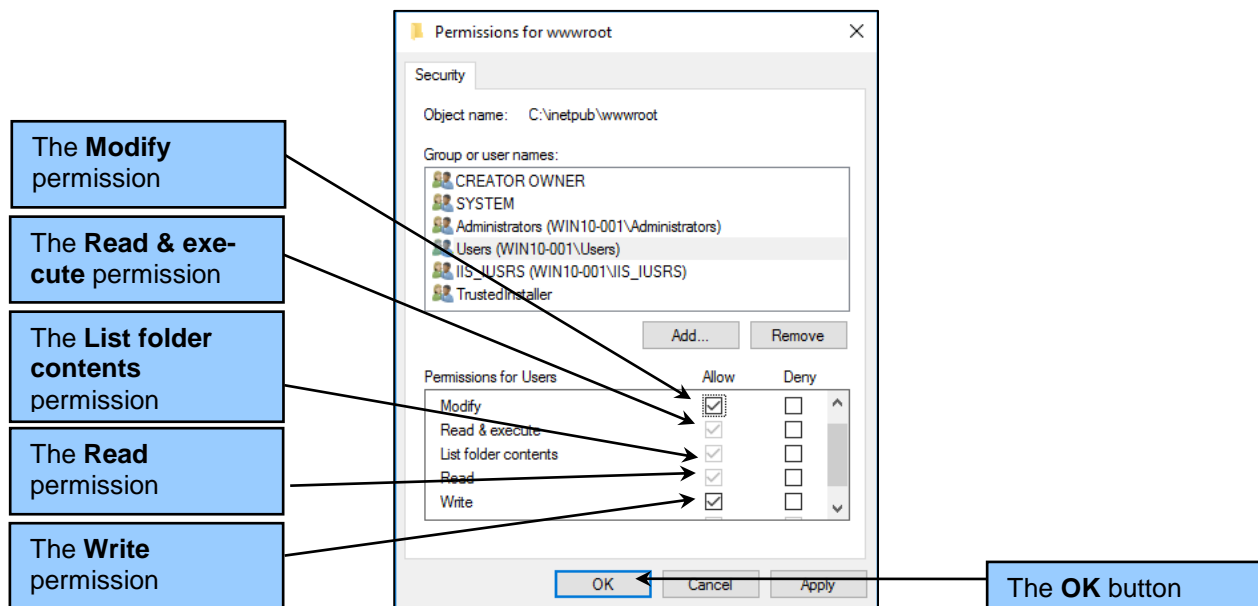 Permissions for wwwroot
Security
Object name: C:\inetpub\wwwroot
Group or user names:
CREATOR OWNER
SYSTEM
Administrators (WIN10-001\Administrators)
Users (WIN10-001\Users)
IIS_IUSRS (WIN10-001\IIS_IUSRS)
TrustedInstaller
Add... Remove
Permissions for Users Allow Deny
Modify
Read & execute
List folder contents
Read
Write
OK Cancel Apply
The Modify
permission
The Read & exe-
cute permission
The List folder
contents
permission
The Read
permission
The Write
permission
The OK button